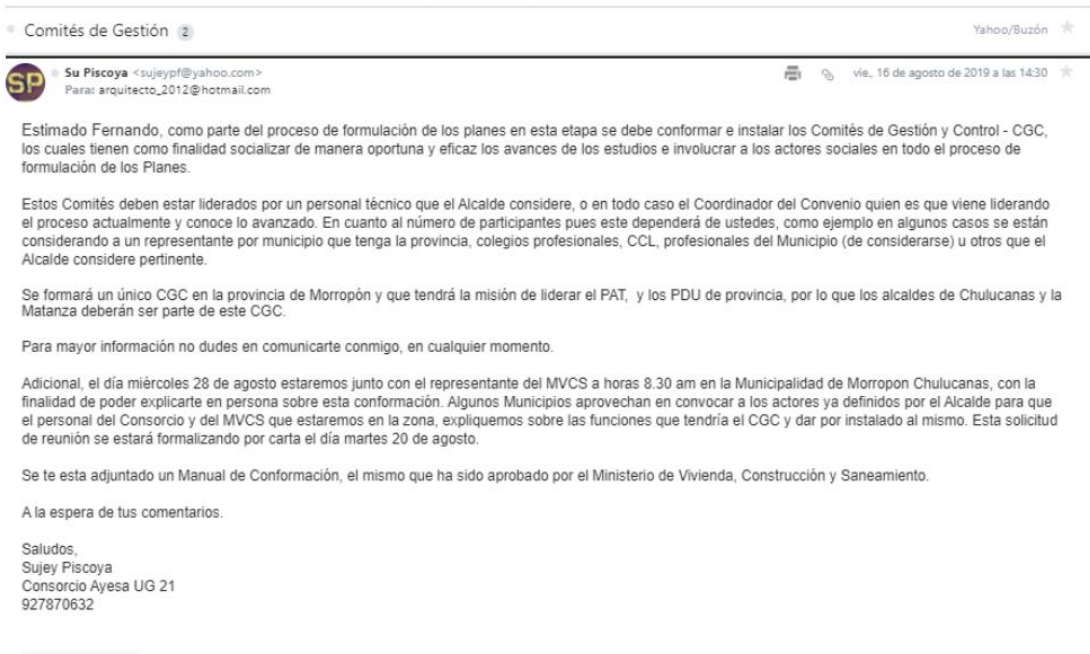 Comités de Gestión 2
Yahoo/Buzón
SP
Su Piscoya <sujeypf@yahoo.com>
vie., 16 de agosto de 2019 a las 14:30
Para: arquitecto_2012@hotmail.com
Estimado Fernando, como parte del proceso de formulación de los planes en esta etapa se debe conformar e instalar los Comités de Gestión y Control - CGC,
los cuales tienen como finalidad socializar de manera oportuna y eficaz los avances de los estudios e involucrar a los actores sociales en todo el proceso de
formulación de los Planes.
Estos Comités deben estar liderados por un personal técnico que el Alcalde considere, o en todo caso el Coordinador del Convenio quien es que viene liderando
el proceso actualmente y conoce lo avanzado. En cuanto al número de participantes pues este dependerá de ustedes, como ejemplo en algunos casos se están
considerando a un representante por municipio que tenga la provincia, colegios profesionales, CCL, profesionales del Municipio (de considerarse) u otros que el
Alcalde considere pertinente.
Se formará un único CGC en la provincia de Morropón y que tendrá la misión de liderar el PAT, y los PDU de provincia, por lo que los alcaldes de Chulucanas y la
Matanza deberán ser parte de este CGC.
Para mayor información no dudes en comunicarte conmigo, en cualquier momento.
Adicional, el día miércoles 28 de agosto estaremos junto con el representante del MVCS a horas 8.30 am en la Municipalidad de Morropon Chulucanas, con la
finalidad de poder explicarte en persona sobre esta conformación. Algunos Municipios aprovechan en convocar a los actores ya definidos por el Alcalde para que
el personal del Consorcio y del MVCS que estaremos en la zona, expliquemos sobre las funciones que tendría el CGC y dar por instalado al mismo. Esta solicitud
de reunión se estará formalizando por carta el día martes 20 de agosto.
Se te esta adjuntado un Manual de Conformación, el mismo que ha sido aprobado por el Ministerio de Vivienda, Construcción y Saneamiento.
A la espera de tus comentarios.
Saludos,
Sujey Piscoya
Consorcio Ayesa UG 21
927870632